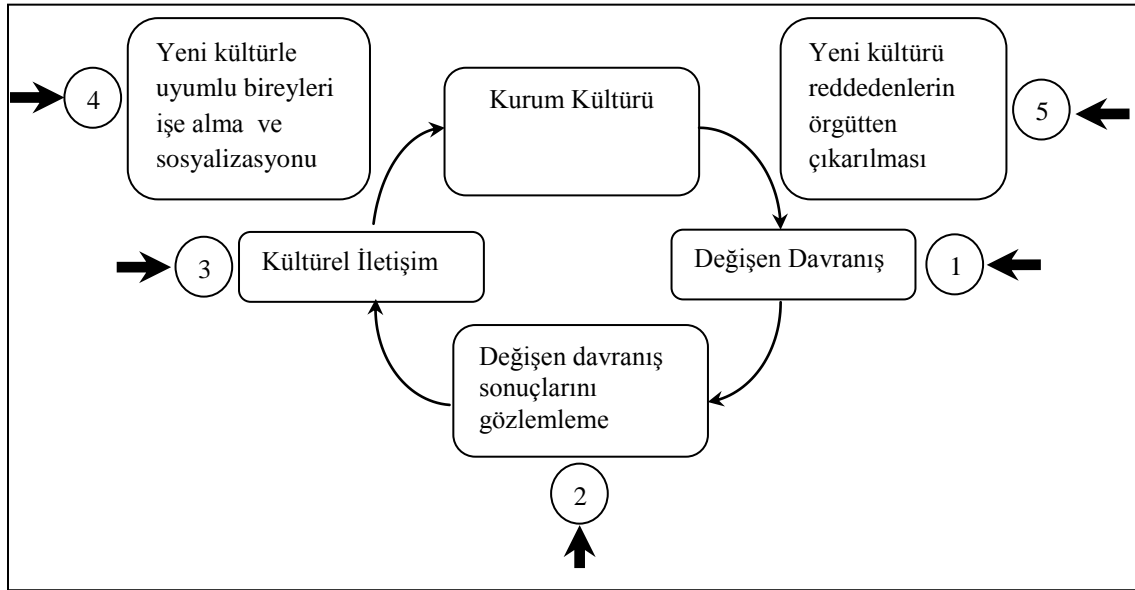 Yeni kültürle
uyumlu bireyleri
işe alma ve
sosyalizasyonu
4
Kurum Kültürü
Yeni kültürü
reddedenlerin
örgütten
çıkarılması
5
3
Kültürel İletişim
Değişen Davranış
1
Değişen davranış
sonuçlarını
gözlemleme
2